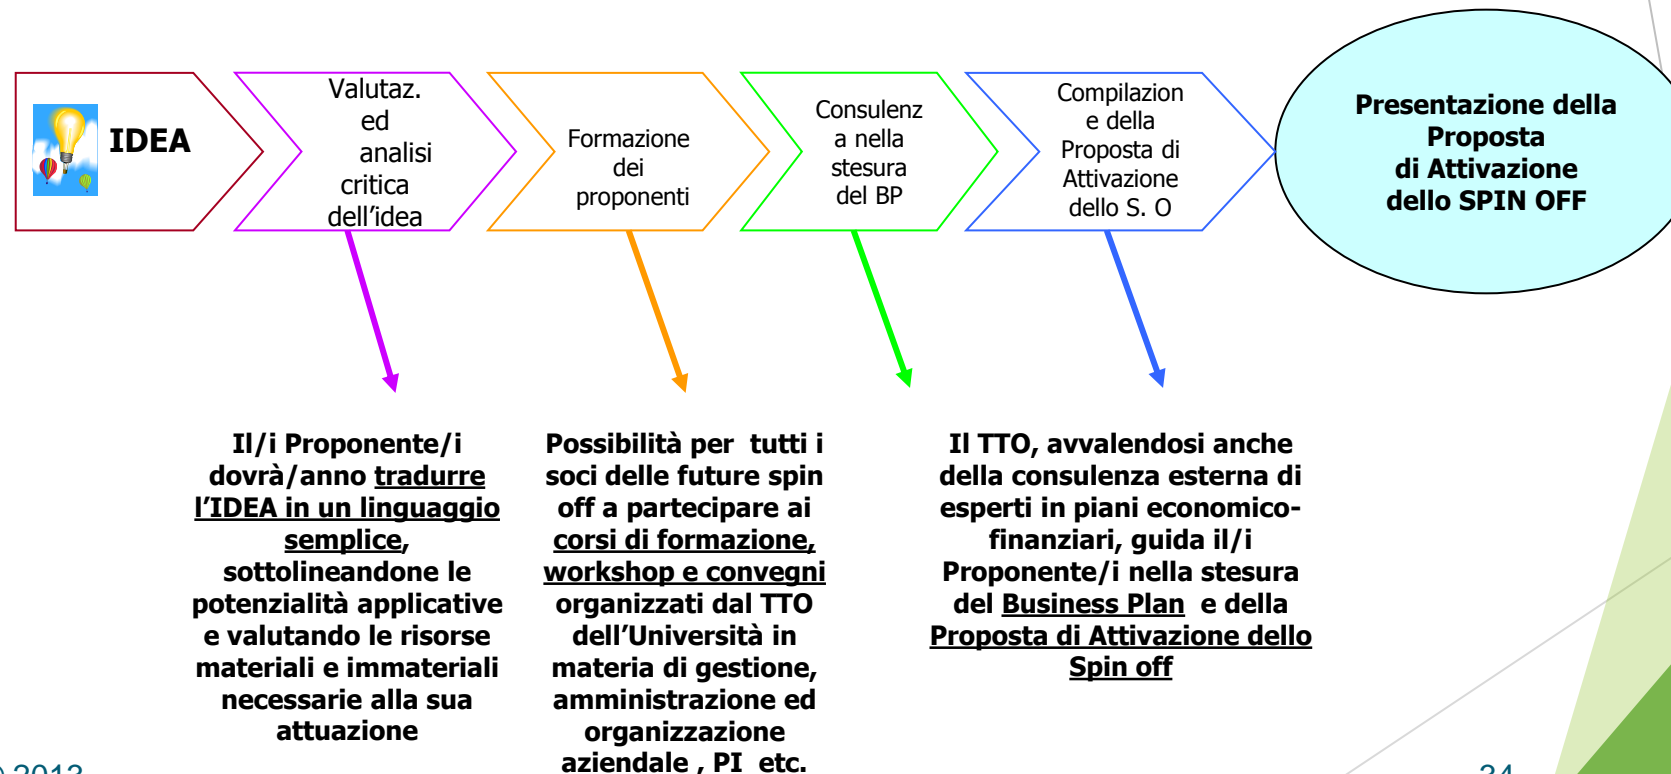 IDEA
Valutaz.
ed
analisi
critica
dell’idea
Formazione
dei
proponenti
Consulenz
a nella
stesura
del BP
Compilazion
e della
Proposta di
Attivazione
dello S. O
Presentazione della
Proposta
di Attivazione
dello SPIN OFF
Il/i Proponente/i
dovrà/anno tradurre
l’IDEA in un linguaggio
semplice,
sottolineandone le
potenzialità applicative
e valutando le risorse
materiali e immateriali
necessarie alla sua
attuazione
Possibilità per tutti i
soci delle future spin
off a partecipare ai
corsi di formazione,
workshop e convegni
organizzati dal TTO
dell’Università in
materia di gestione,
amministrazione ed
organizzazione
aziendale , PI etc.
Il TTO, avvalendosi anche
della consulenza esterna di
esperti in piani economico-
finanziari, guida il/i
Proponente/i nella stesura
del Business Plan e della
Proposta di Attivazione dello
Spin off